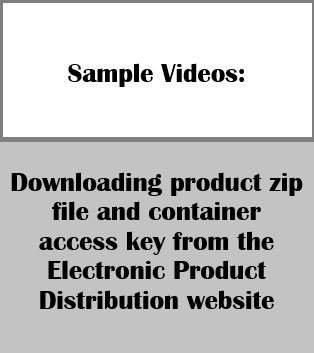 Sample Videos:
Downloading product zip
file and container
access key from the
Electronic Product
Distribution website